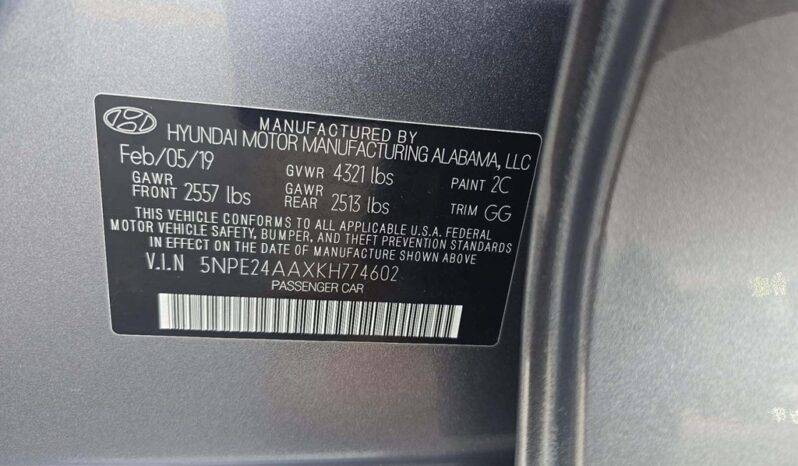 MANUFACTURED BY
HYUNDAI MOTOR MANUFACTURING ALABAMA, LLC
Feb/05/19 GVWR 4321 lbs PAINT 2C
GAWR FRONT 2557 lbs GAWR REAR 2513 lbs TRIM GG
THIS VEHICLE CONFORMS TO ALL APPLICABLE U.S.A. FEDERAL
MOTOR VEHICLE SAFETY, BUMPER, AND THEFT PREVENTION STANDARDS
IN EFFECT ON THE DATE OF MANUFACTURE SHOWN ABOVE
V.I.N 5NPE24AAXKH774602
PASSENGER CAR